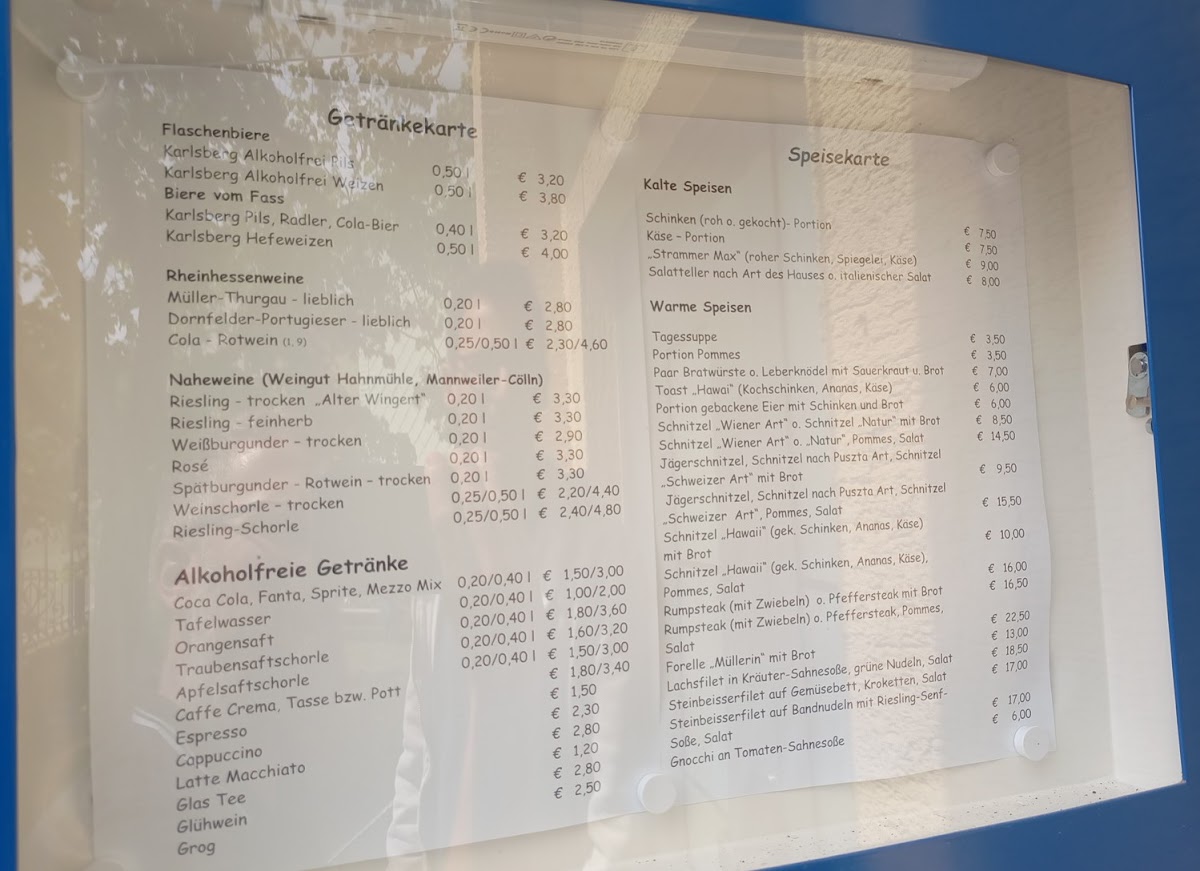 Getränkekarte
Flaschenbiere
Karlsberg Alkoholfrei Pils 0,50 l € 3,20
Karlsberg Alkoholfrei Weizen 0,50 l € 3,80
Biere vom Fass
Karlsberg Pils, Radler, Cola-Bier 0,40 l € 3,20
Karlsberg Hefeweizen 0,50 l € 4,00
Rheinhessenweine
Müller-Thurgau - lieblich 0,20 l € 2,80
Dornfelder-Portugieser - lieblich 0,20 l € 2,80
Cola - Rotwein (1, 9) 0,25/0,50 l € 2,30/4,60
Naheweine (Weingut Hahnmühle, Mannweiler-Cölln)
Riesling - trocken „Alter Wingert" 0,20 l € 3,30
Riesling - feinherb 0,20 l € 3,30
Weißburgunder - trocken 0,20 l € 2,90
Rosé 0,20 l € 3,30
Spätburgunder - Rotwein - trocken 0,20 l € 3,30
Weinschorle - trocken 0,25/0,50 l € 2,20/4,40
Riesling-Schorle 0,25/0,50 l € 2,40/4,80
Alkoholfreie Getränke
Coca Cola, Fanta, Sprite, Mezzo Mix 0,20/0,40 l € 1,50/3,00
Tafelwasser 0,20/0,40 l € 1,00/2,00
Orangensaft 0,20/0,40 l € 1,80/3,60
Traubensaftschorle 0,20/0,40 l € 1,60/3,20
Apfelsaftschorle 0,20/0,40 l € 1,50/3,00
Caffe Crema, Tasse bzw. Pott € 1,80/3,40
Espresso € 1,50
Cappuccino € 2,30
Latte Macchiato € 2,80
Glas Tee € 1,20
Glühwein € 2,80
Grog € 2,50
Speisekarte
Kalte Speisen
Schinken (roh o. gekocht)- Portion € 7,50
Käse - Portion € 7,50
„Strammer Max" (roher Schinken, Spiegelei, Käse) € 9,00
Salatteller nach Art des Hauses o. italienischer Salat € 8,00
Warme Speisen
Tagessuppe € 3,50
Portion Pommes € 3,50
Paar Bratwürste o. Leberknödel mit Sauerkraut u. Brot € 7,00
Toast „Hawai" (Kochschinken, Ananas, Käse) € 6,00
Portion gebackene Eier mit Schinken und Brot € 6,00
Schnitzel „Wiener Art" o. Schnitzel „Natur" mit Brot € 8,50
Schnitzel „Wiener Art" o. „Natur", Pommes, Salat € 14,50
Jägerschnitzel, Schnitzel nach Puszta Art, Schnitzel
„Schweizer Art" mit Brot € 9,50
Jägerschnitzel, Schnitzel nach Puszta Art, Schnitzel
„Schweizer Art", Pommes, Salat € 15,50
Schnitzel „Hawaii" (gek. Schinken, Ananas, Käse)
mit Brot € 10,00
Schnitzel „Hawaii" (gek. Schinken, Ananas, Käse),
Pommes, Salat € 16,00
Rumpsteak (mit Zwiebeln) o. Pfeffersteak mit Brot € 16,50
Rumpsteak (mit Zwiebeln) o. Pfeffersteak, Pommes,
Salat € 22,50
Forelle „Müllerin" mit Brot € 13,00
Lachsfilet in Kräuter-Sahnesoße, grüne Nudeln, Salat € 18,50
Steinbeisserfilet auf Gemüsebett, Kroketten, Salat € 17,00
Steinbeisserfilet auf Bandnudeln mit Riesling-Senf-
Soße, Salat € 17,00
Gnocchi an Tomaten-Sahnesoße € 6,00